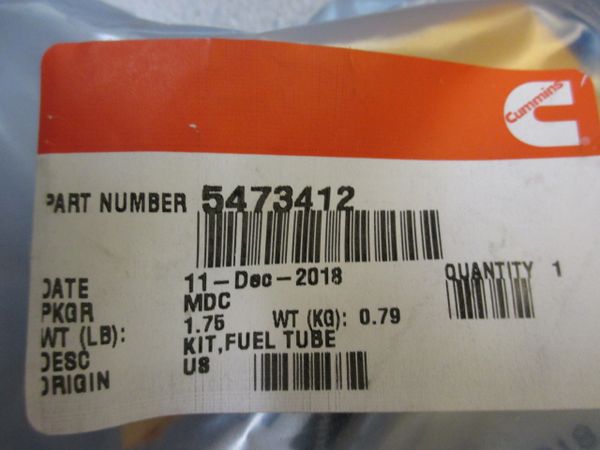 Cummins
PART NUMBER 5473412
DATE 11-Dec-2018
QUANTITY 1
PKGR MDC
WT (LB): 1.75 WT (KG): 0.79
DESC KIT,FUEL TUBE
ORIGIN US